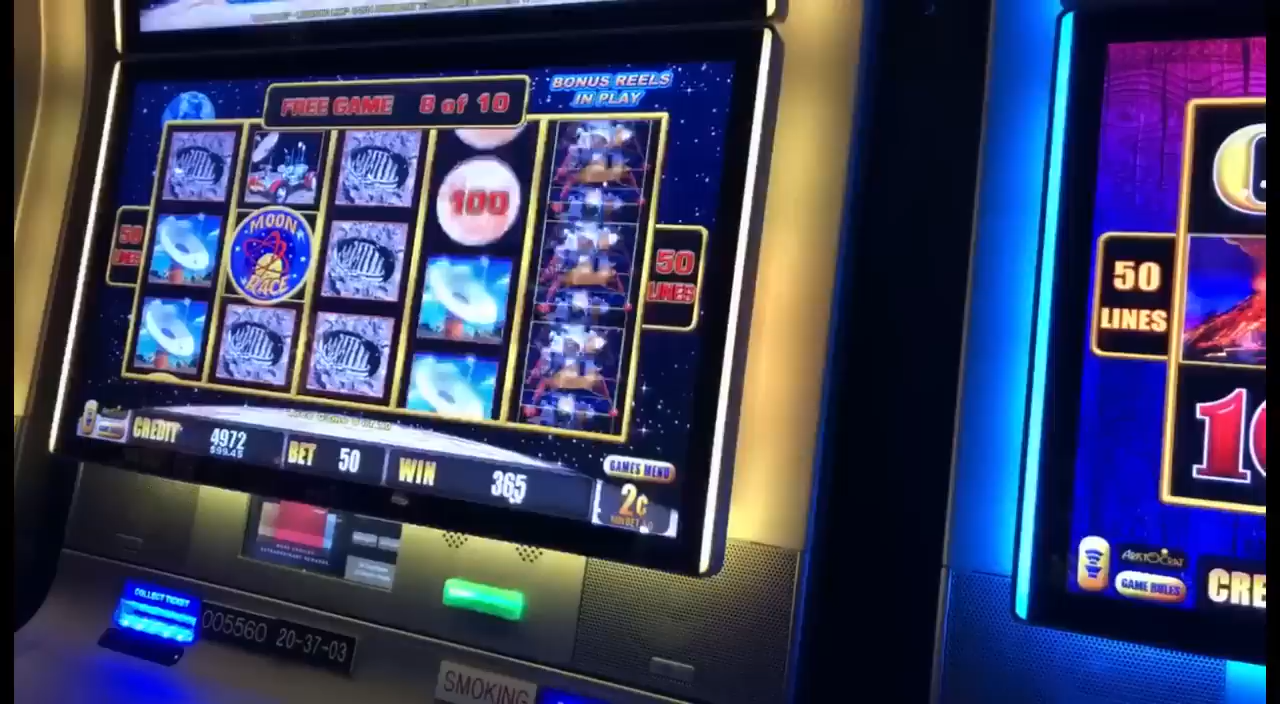 BONUS REELS
IN PLAY
FREE GAME 8 of 10
100
MOON
RACE
50
LINES
50
LINES
50
LINES
CREDIT
4972
$99.45
BET 50
WIN 365
GAMES MENU
2c
ARISTOCRAT
GAME RULES
CRE
COLLECT TICKET
005560 20-37-03
SMOKING